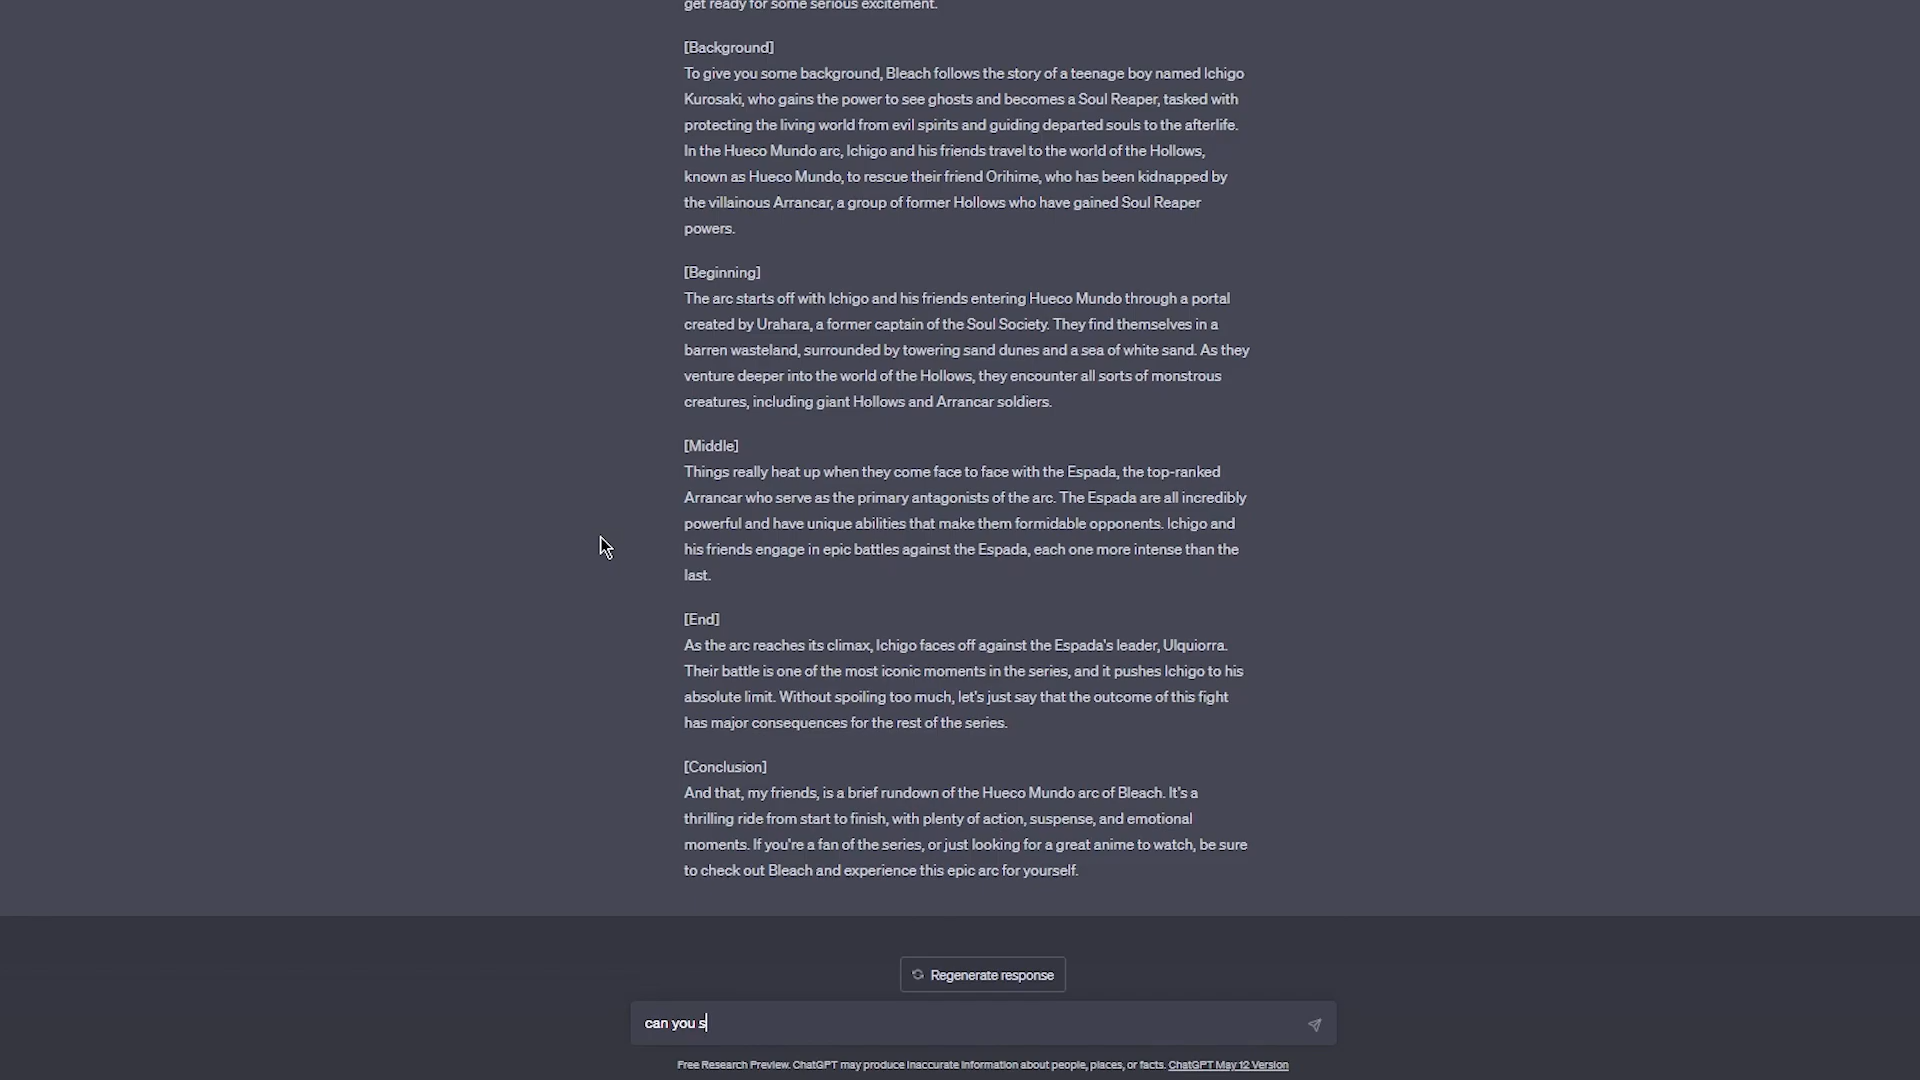 get ready for some serious excitement.
[Background]
To give you some background, Bleach follows the story of a teenage boy named Ichigo
Kurosaki, who gains the power to see ghosts and becomes a Soul Reaper, tasked with
protecting the living world from evil spirits and guiding departed souls to the afterlife.
In the Hueco Mundo arc, Ichigo and his friends travel to the world of the Hollows,
known as Hueco Mundo, to rescue their friend Orihime, who has been kidnapped by
the villainous Arrancar, a group of former Hollows who have gained Soul Reaper
powers.
[Beginning]
The arc starts off with Ichigo and his friends entering Hueco Mundo through a portal
created by Urahara, a former captain of the Soul Society. They find themselves in a
barren wasteland, surrounded by towering sand dunes and a sea of white sand. As they
venture deeper into the world of the Hollows, they encounter all sorts of monstrous
creatures, including giant Hollows and Arrancar soldiers.
[Middle]
Things really heat up when they come face to face with the Espada, the top-ranked
Arrancar who serve as the primary antagonists of the arc. The Espada are all incredibly
powerful and have unique abilities that make them formidable opponents. Ichigo and
his friends engage in epic battles against the Espada, each one more intense than the
last.
[End]
As the arc reaches its climax, Ichigo faces off against the Espada's leader, Ulquiorra.
Their battle is one of the most iconic moments in the series, and it pushes Ichigo to his
absolute limit. Without spoiling too much, let's just say that the outcome of this fight
has major consequences for the rest of the series.
[Conclusion]
And that, my friends, is a brief rundown of the Hueco Mundo arc of Bleach. It's a
thrilling ride from start to finish, with plenty of action, suspense, and emotional
moments. If you're a fan of the series, or just looking for a great anime to watch, be sure
to check out Bleach and experience this epic arc for yourself.
Regenerate response
can you s
Free Research Preview. ChatGPT may produce inaccurate information about people, places, or facts. ChatGPT May 12 Version